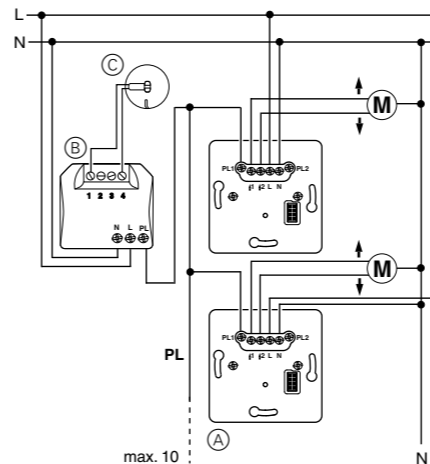 L
N
C
M
B
PL1 PL2
↨1 ↨2 L N
1 2 3 4
N L PL
M
PL1 PL2
↨1 ↨2 L N
PL
A
max. 10
N